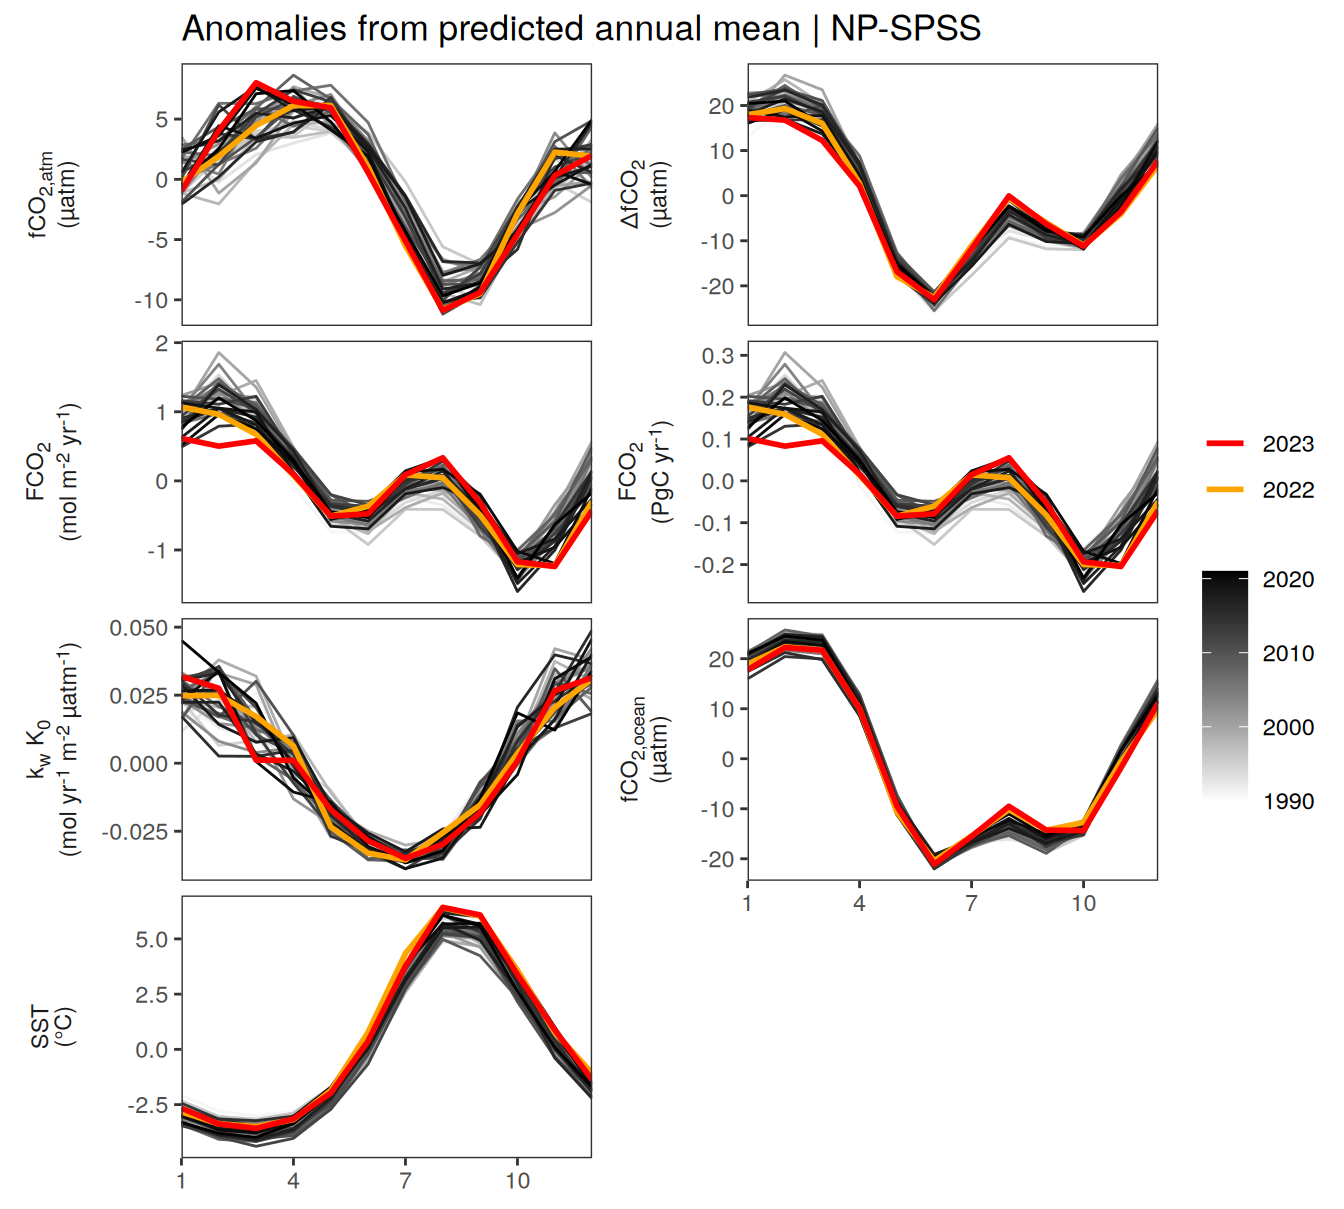 Anomalies from predicted annual mean | NP-SPSS
fCO2,atm
(µatm)
5
0
-5
-10
ΔfCO2
(µatm)
20
10
0
-10
-20
FCO2
(mol m-2 yr-1)
2
1
0
-1
FCO2
(PgC yr-1)
0.3
0.2
0.1
0.0
-0.1
-0.2
kw K0
(mol yr-1 m-2 µatm-1)
0.050
0.025
0.000
-0.025
fCO2,ocean
(µatm)
20
10
0
-10
-20
1 4 7 10
SST
(°C)
5.0
2.5
0.0
-2.5
1 4 7 10
2023
2022
2020
2010
2000
1990